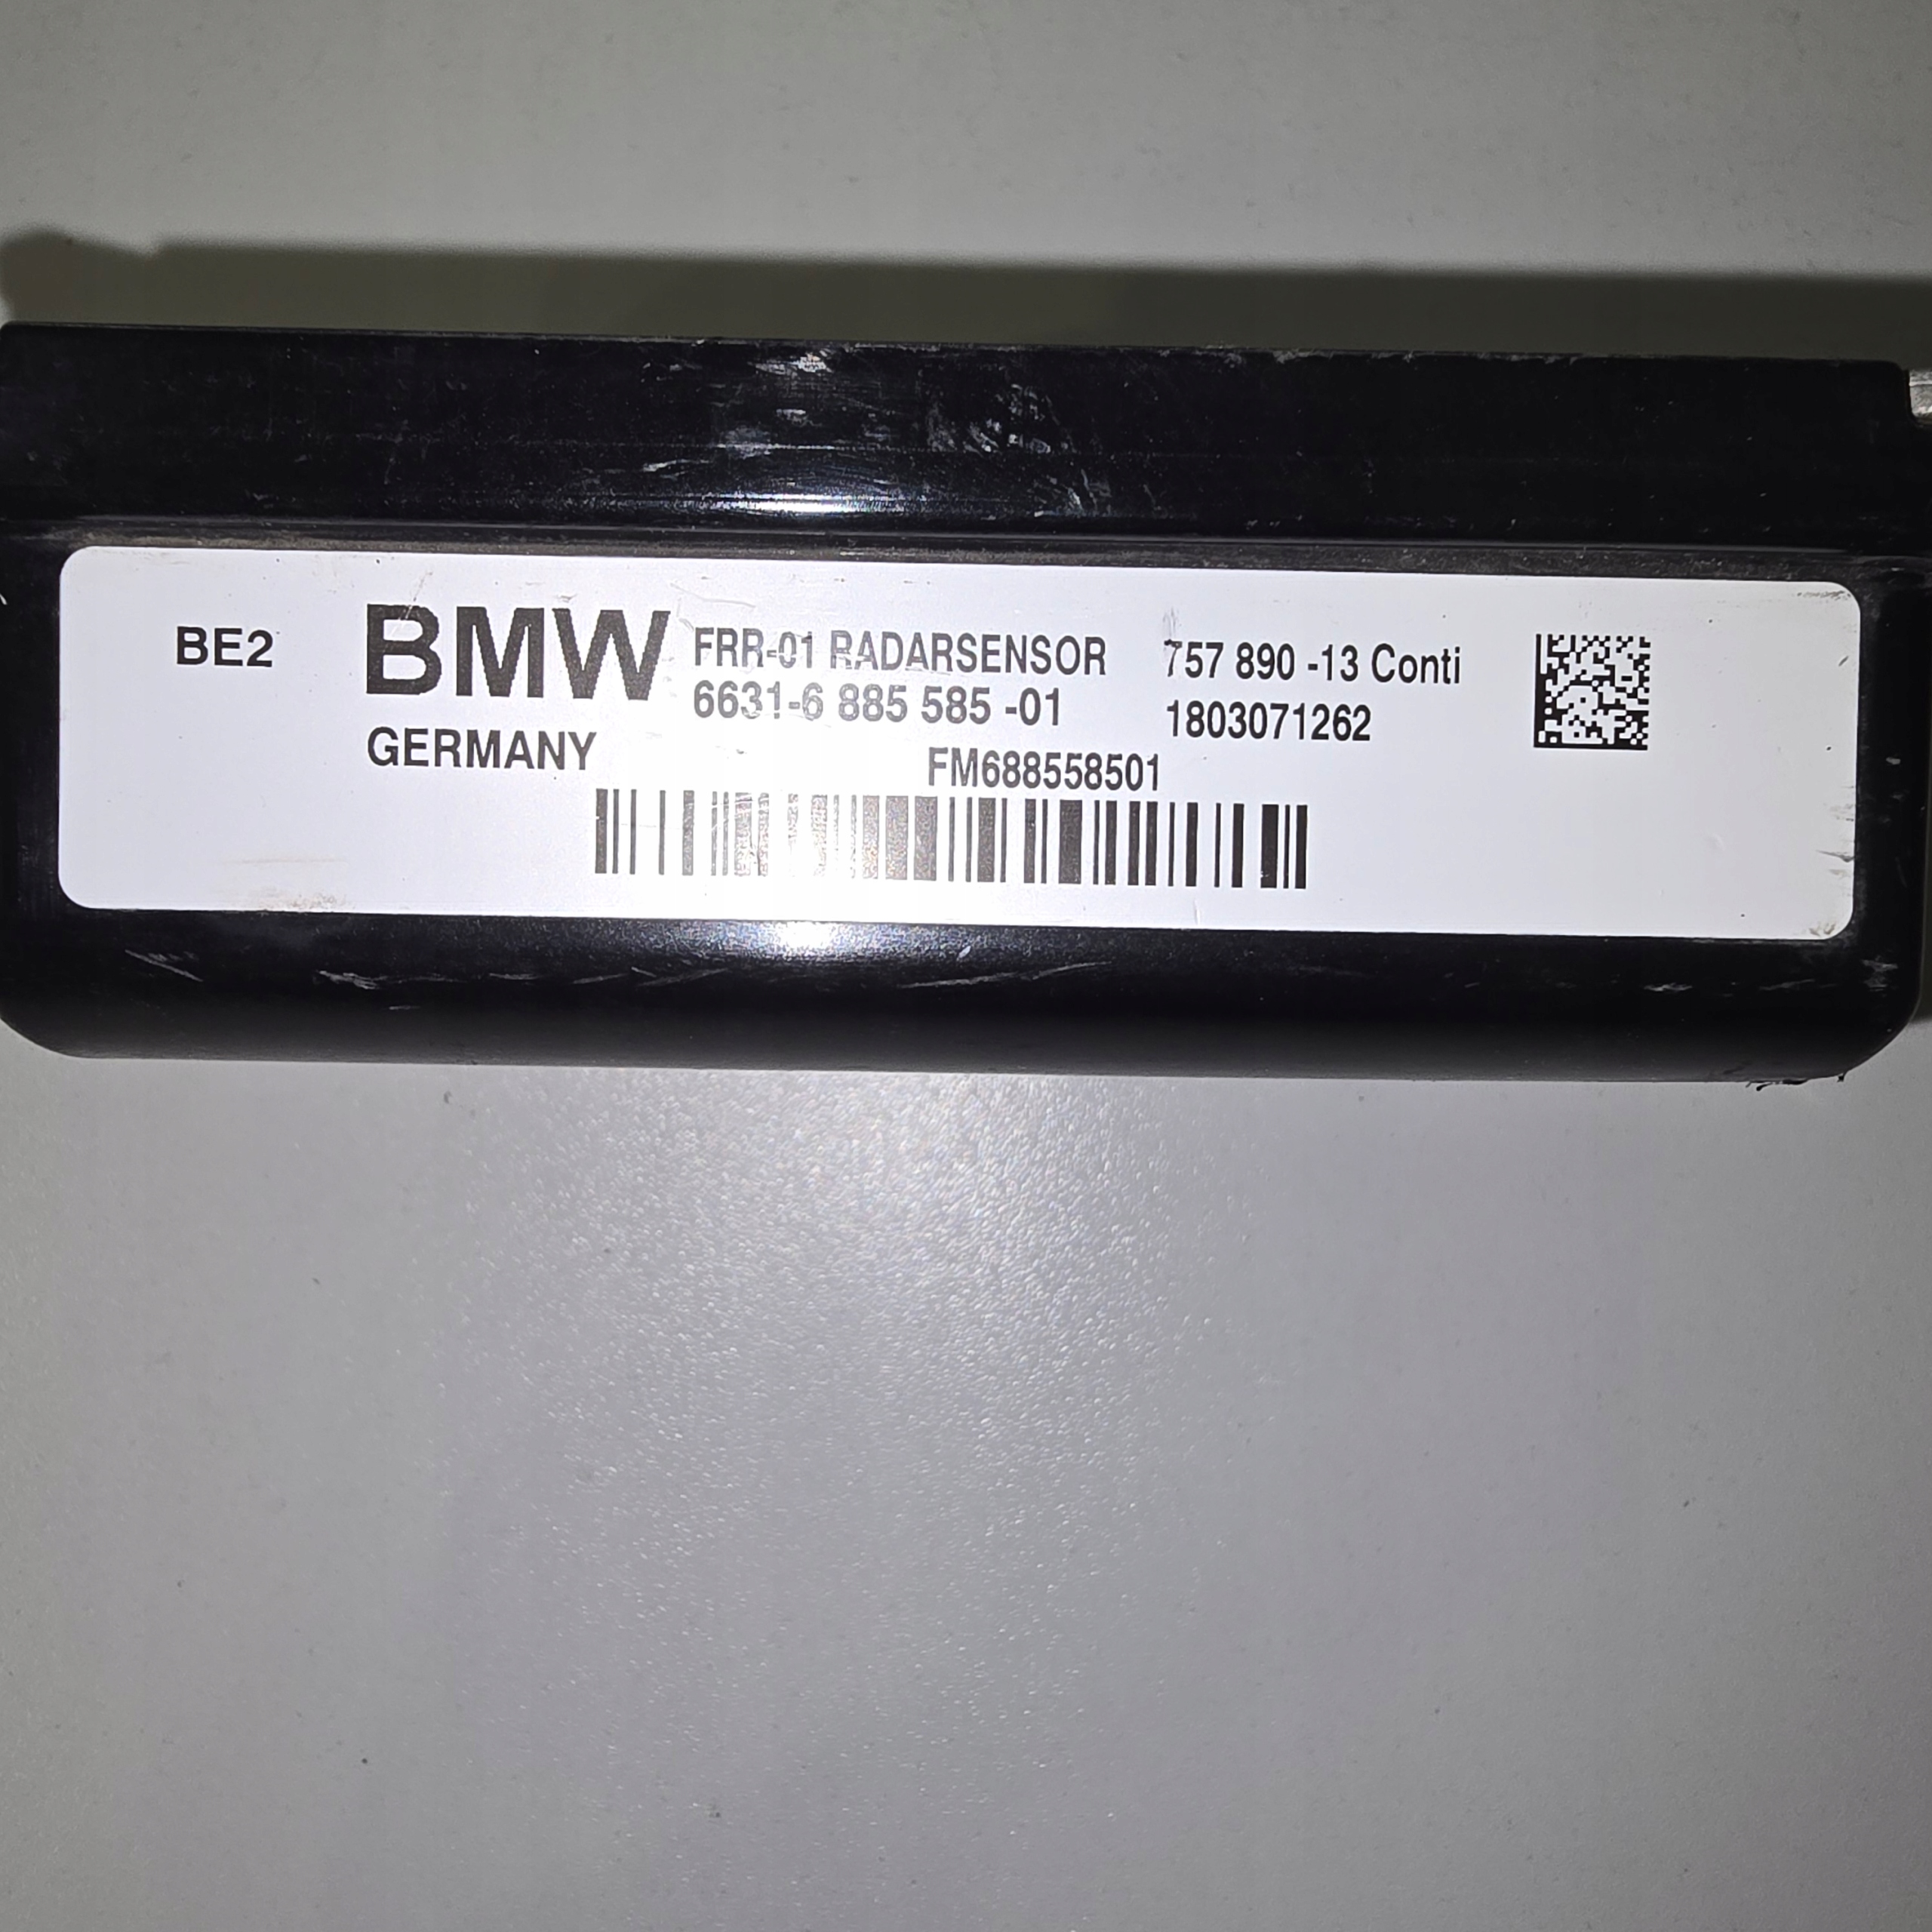 BE2
BMW
GERMANY
FRR-01 RADARSENSOR
6631-6 885 585 -01
757 890 -13 Conti
1803071262
FM688558501